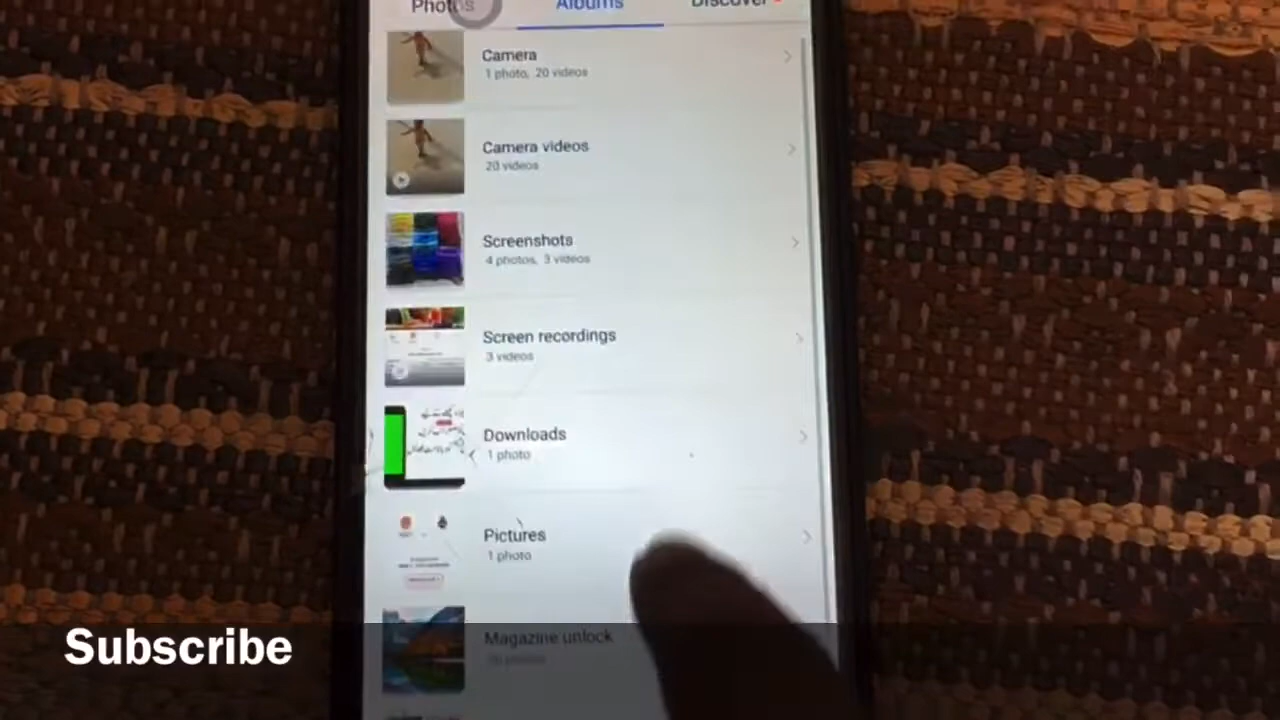 Photos
Albums
Discover
Camera
1 photo, 20 videos
Camera videos
20 videos
Screenshots
4 photos, 3 videos
Screen recordings
3 videos
Downloads
1 photo
Pictures
1 photo
Magazine unlock
Subscribe